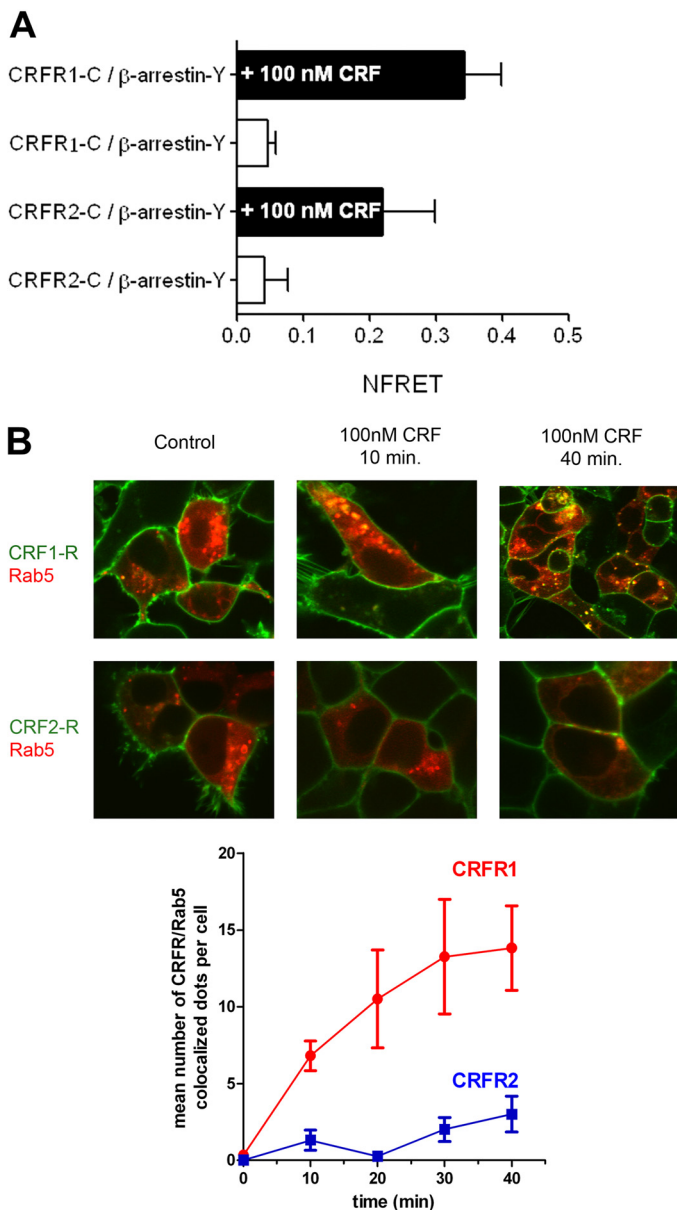 A
CRFR1-C / β-arrestin-Y
+ 100 nM CRF
CRFR1-C / β-arrestin-Y
CRFR2-C / β-arrestin-Y
+ 100 nM CRF
CRFR2-C / β-arrestin-Y
0.0 0.1 0.2 0.3 0.4 0.5
NFRET
B
Control
100nM CRF
10 min.
100nM CRF
40 min.
CRF1-R
Rab5
CRF2-R
Rab5
mean number of CRFR/Rab5
colocalized dots per cell
20
15
10
5
0
CRFR1
CRFR2
0 10 20 30 40
time (min)